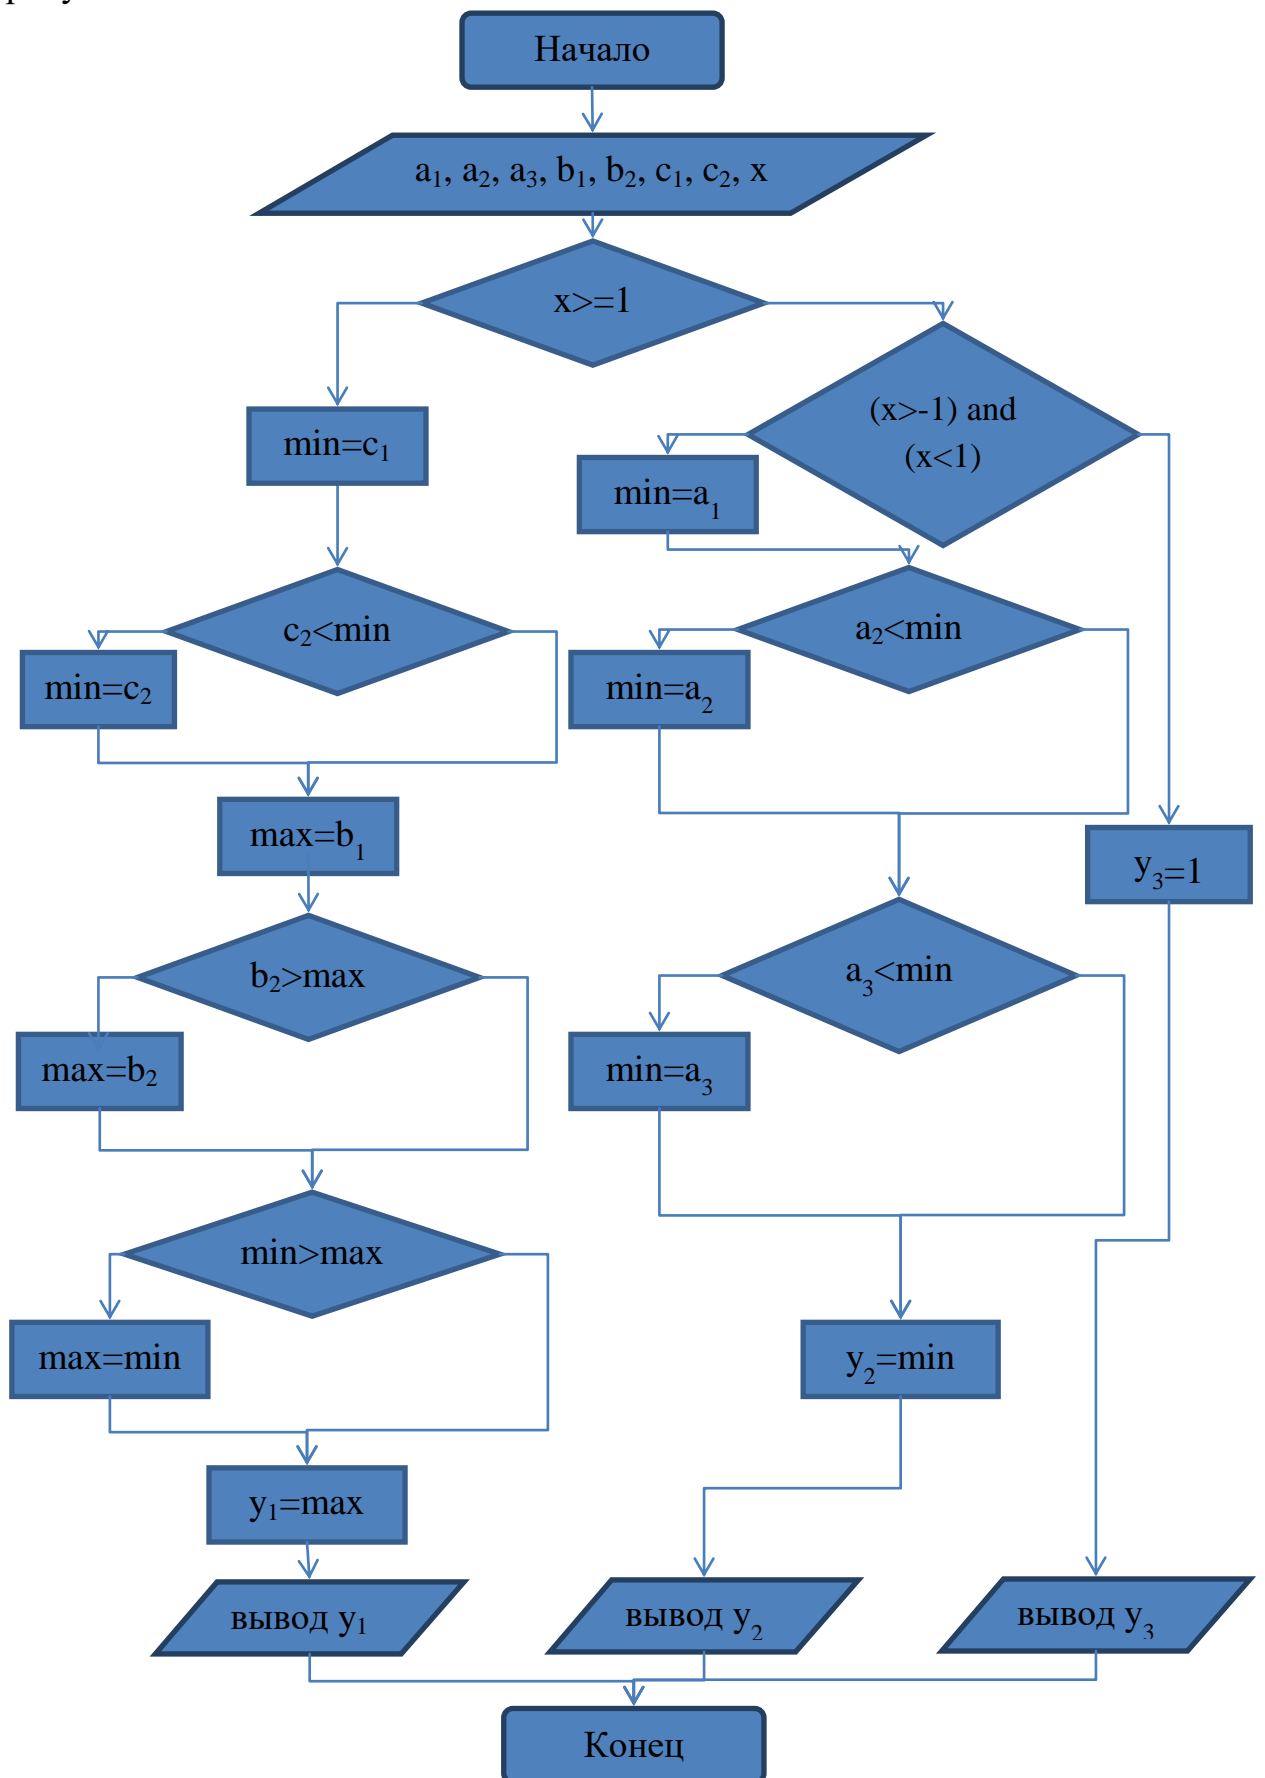 Начало
a₁, a₂, a₃, b₁, b₂, c₁, c₂, x
x>=1
(x>-1) and
(x<1)
min=c₁
min=a₁
c₂<min
a₂<min
min=c₂
min=a₂
max=b₁
y₃=1
b₂>max
a₃<min
max=b₂
min=a₃
min>max
max=min
y₂=min
y₁=max
вывод y₁
вывод y₂
вывод y₃
Конец